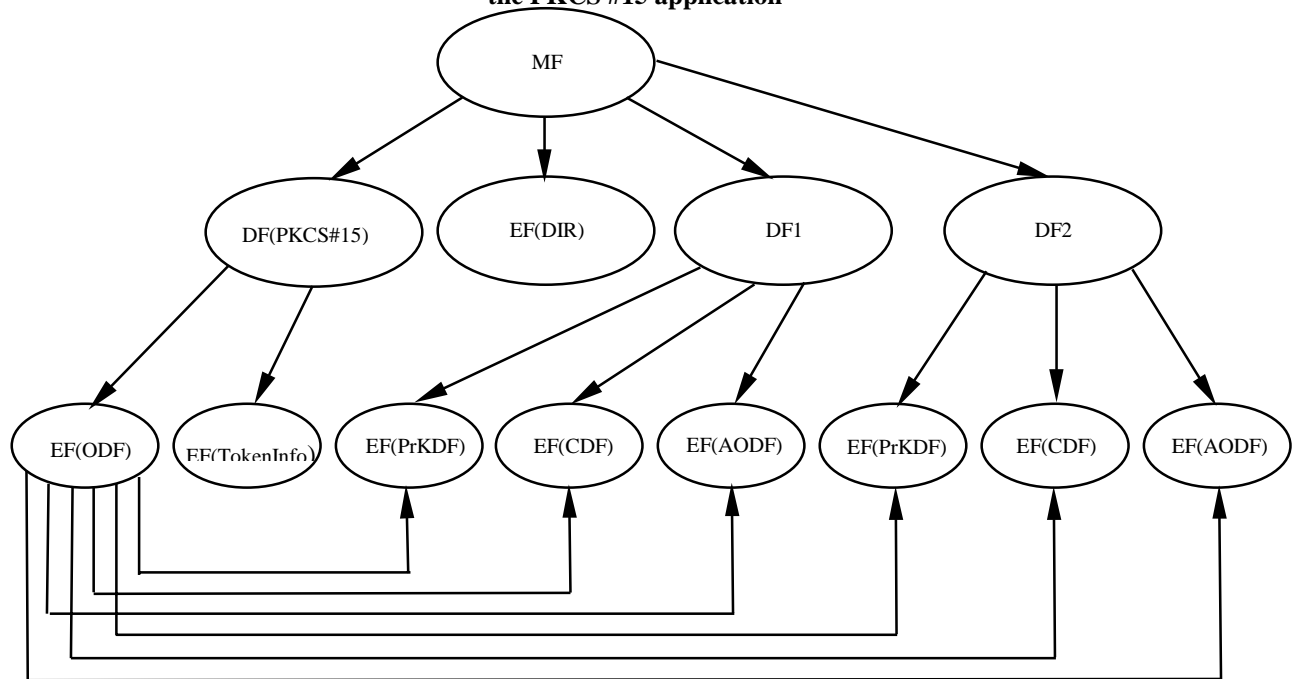 the PKCS #15 application
MF
DF(PKCS#15)
EF(DIR)
DF1
DF2
EF(ODF)
EF(TokenInfo)
EF(PrKDF)
EF(CDF)
EF(AODF)
EF(PrKDF)
EF(CDF)
EF(AODF)